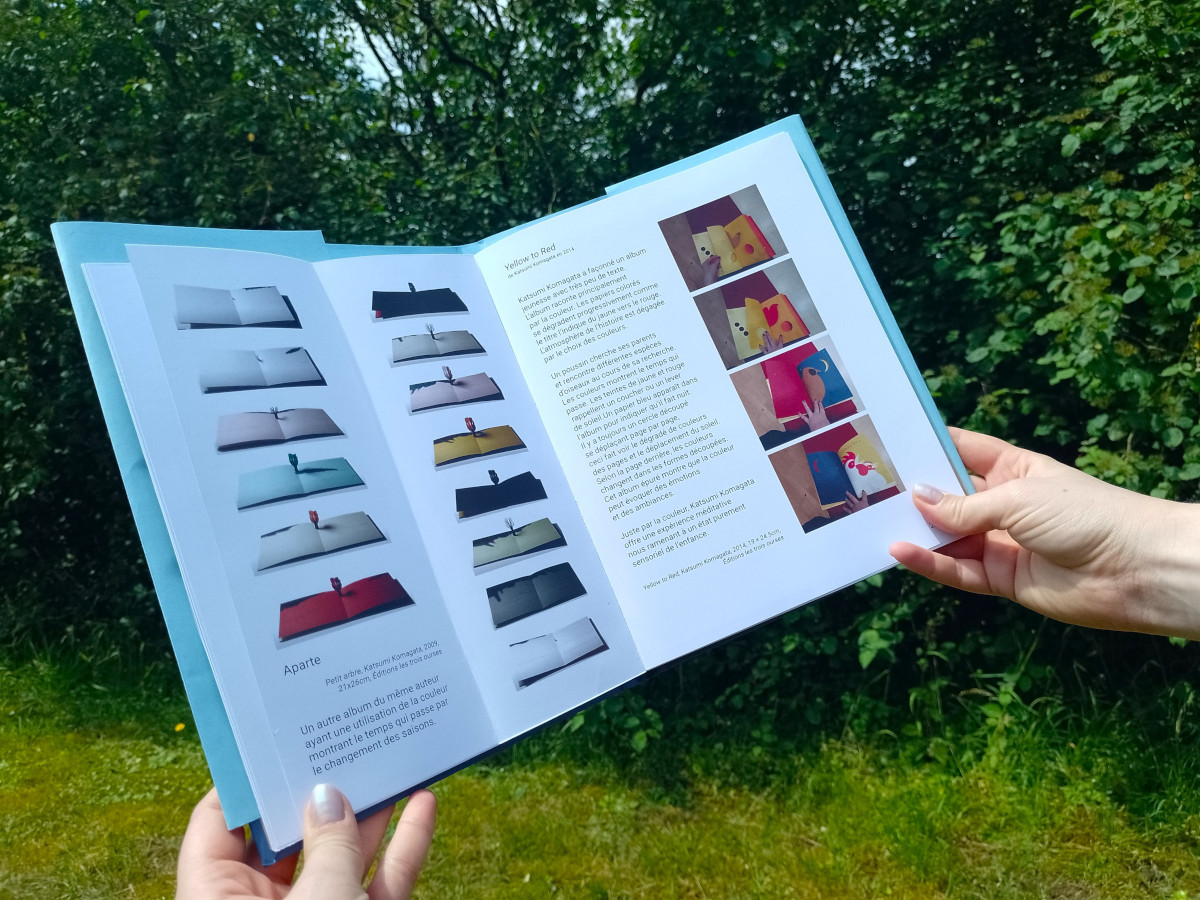 Aparte
Petit arbre, Katsumi Komagata, 2009,
21x26cm, Éditions les trois ourses
Un autre album du même auteur
ayant une utilisation de la couleur
montrant le temps qui passe par
le changement des saisons.
Yellow to Red
de Katsumi Komagata en 2014
Katsumi Komagata a façonné un album
jeunesse avec très peu de texte.
L'album raconte principalement
par la couleur. Les papiers colorés
se dégradent progressivement comme
le titre l'indique du jaune vers le rouge.
L'atmosphère de l'histoire est dégagée
par le choix des couleurs.
Un poussin cherche ses parents
et rencontre différentes espèces
d'oiseaux au cours de sa recherche.
Les couleurs montrent le temps qui
passe. Les teintes de jaune et rouge
rappellent un coucher ou un lever
de soleil. Un papier bleu apparaît dans
l'album pour indiquer qu'il fait nuit.
Il y a toujours un cercle découpé
se déplaçant page par page,
ceci fait voir le dégradé de couleurs
des pages et le déplacement du soleil.
Selon la page derrière, les couleurs
changent dans les formes découpées.
Cet album épuré montre que la couleur
peut évoquer des émotions
et des ambiances.
Juste par la couleur, Katsumi Komagata
offre une expérience méditative
nous ramenant à un état purement
sensoriel de l'enfance.
Yellow to Red, Katsumi Komagata, 2014, 19 × 24,5cm,
Éditions les trois ourses